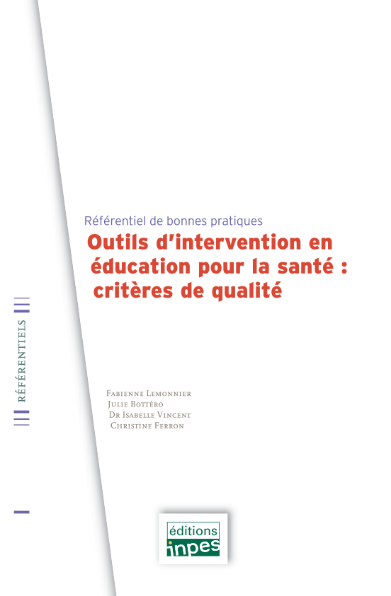 Référentiel de bonnes pratiques
Outils d'intervention en
éducation pour la santé :
critères de qualité
RÉFÉRENTIELS
Fabienne Lemonnier
Julie Bottéro
Dr Isabelle Vincent
Christine Ferron
éditions
inpes